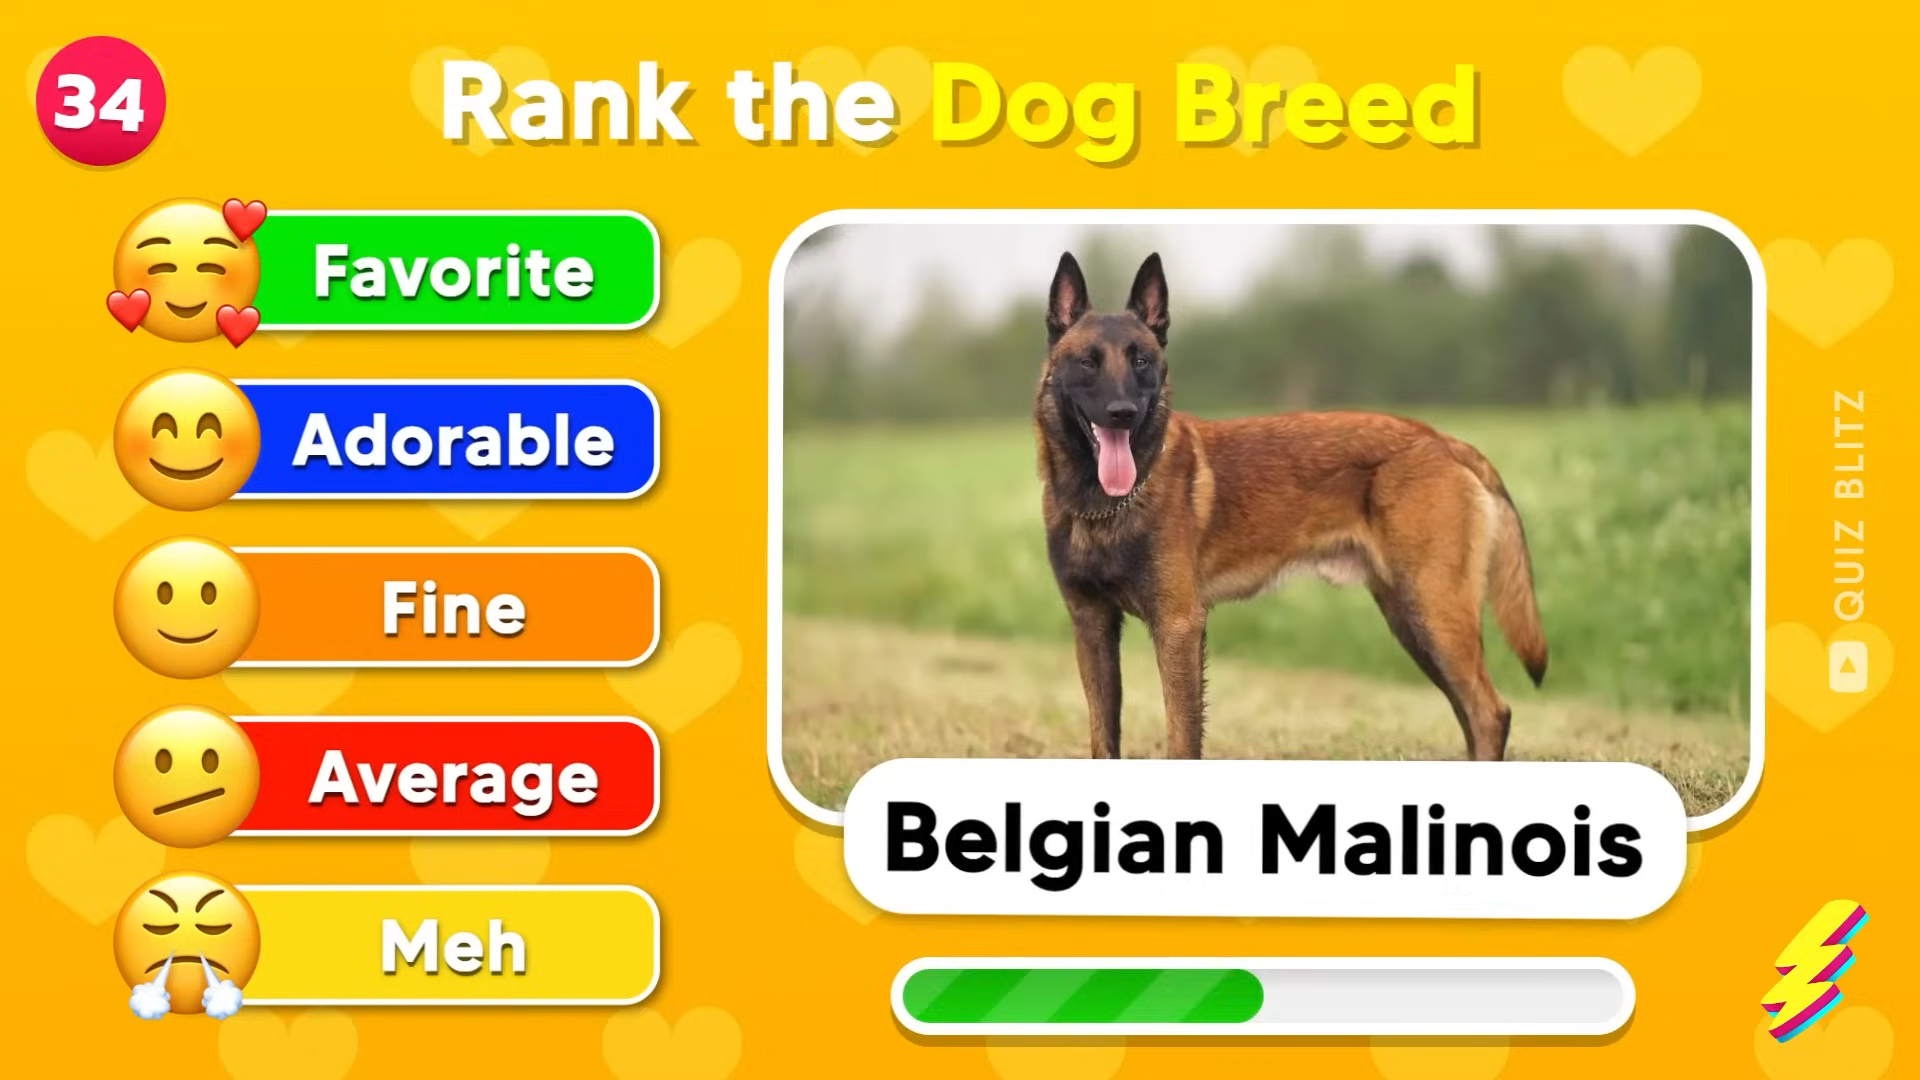 34
Rank the Dog Breed
Favorite
Adorable
Fine
Average
Meh
Belgian Malinois
QUIZ BLITZ